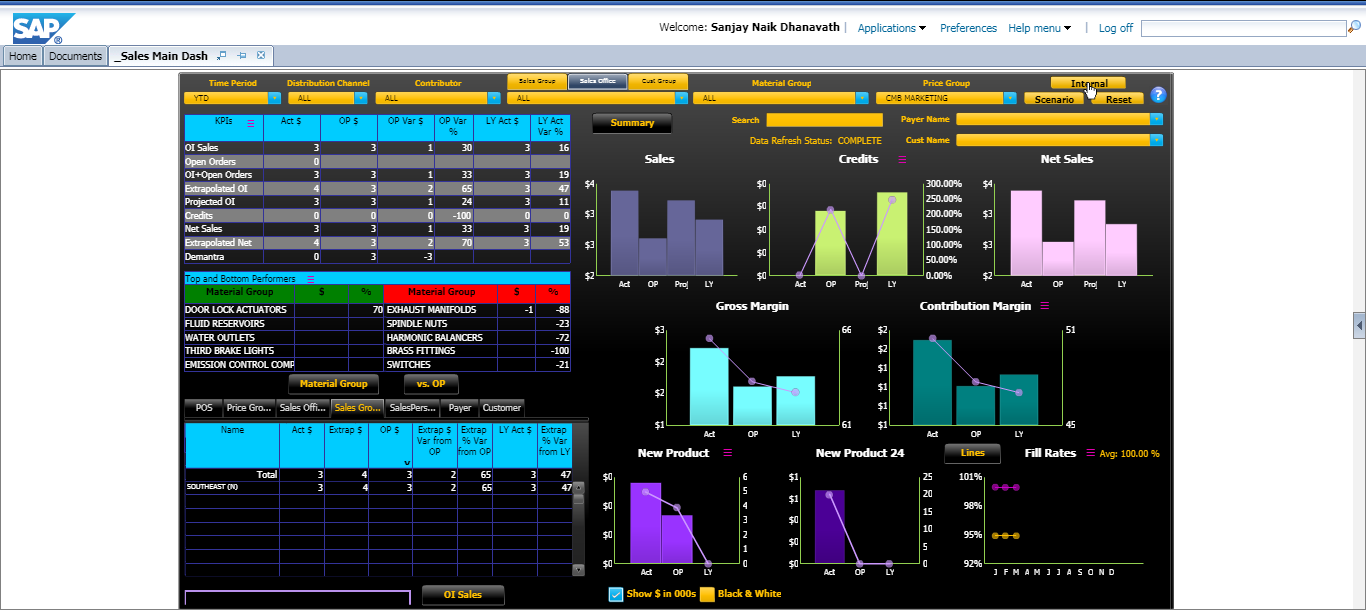 SAP ®
Welcome: Sanjay Naik Dhanavath | Applications Preferences Help menu | Log off
Home Documents _Sales Main Dash
Time Period Distribution Channel Contributor Sales Group Sales Office Cust Group Material Group Price Group Internal
YTD ALL ALL ALL ALL CMB MARKETING Scenario Reset ?
KPIs Act $ OP $ OP Var $ OP Var % LY Act $ LY Act Var %
OI Sales 3 3 1 30 3 16
Open Orders 0
OI+Open Orders 3 3 1 33 3 19
Extrapolated OI 4 3 2 65 3 47
Projected OI 3 3 1 24 3 11
Credits 0 0 0 -100 0 0
Net Sales 3 3 1 33 3 19
Extrapolated Net 4 3 2 70 3 53
Demantra 0 3 -3
Top and Bottom Performers
Material Group $ % Material Group $ %
DOOR LOCK ACTUATORS 70 EXHAUST MANIFOLDS -1 -88
FLUID RESERVOIRS SPINDLE NUTS -23
WATER OUTLETS HARMONIC BALANCERS -72
THIRD BRAKE LIGHTS BRASS FITTINGS -100
EMISSION CONTROL COMP SWITCHES -21
Material Group vs. OP
POS Price Gro... Sales Offi... Sales Gro... SalesPers... Payer Customer
Name Act $ Extrap $ OP $ Extrap $ Var from OP Extrap % Var from OP LY Act $ Extrap % Var from LY
Total 3 4 3 2 65 3 47
SOUTHEAST (N) 3 4 3 2 65 3 47
OI Sales
Summary Search Payer Name
Data Refresh Status: COMPLETE Cust Name
Sales
$4
$3
$3
$3
$2
Act OP Proj LY
Credits
$0
$0
$0
$0
$0
300.00%
250.00%
200.00%
150.00%
100.00%
50.00%
0.00%
Act OP Proj LY
Net Sales
$4
$3
$3
$2
Act OP Proj LY
Gross Margin
$3
$2
$2
$1
66
61
Act OP LY
Contribution Margin
$2
$2
$1
$1
$1
$1
51
45
Act OP LY
New Product
$0
$0
$0
$0
6
5
4
3
2
1
0
Act OP LY
New Product 24
$1
$1
$0
$0
$0
25
20
15
10
5
0
Act OP LY
Lines
Fill Rates Avg: 100.00 %
101%
98%
95%
92%
J F M A M J J A S O N D
Show $ in 000s Black & White